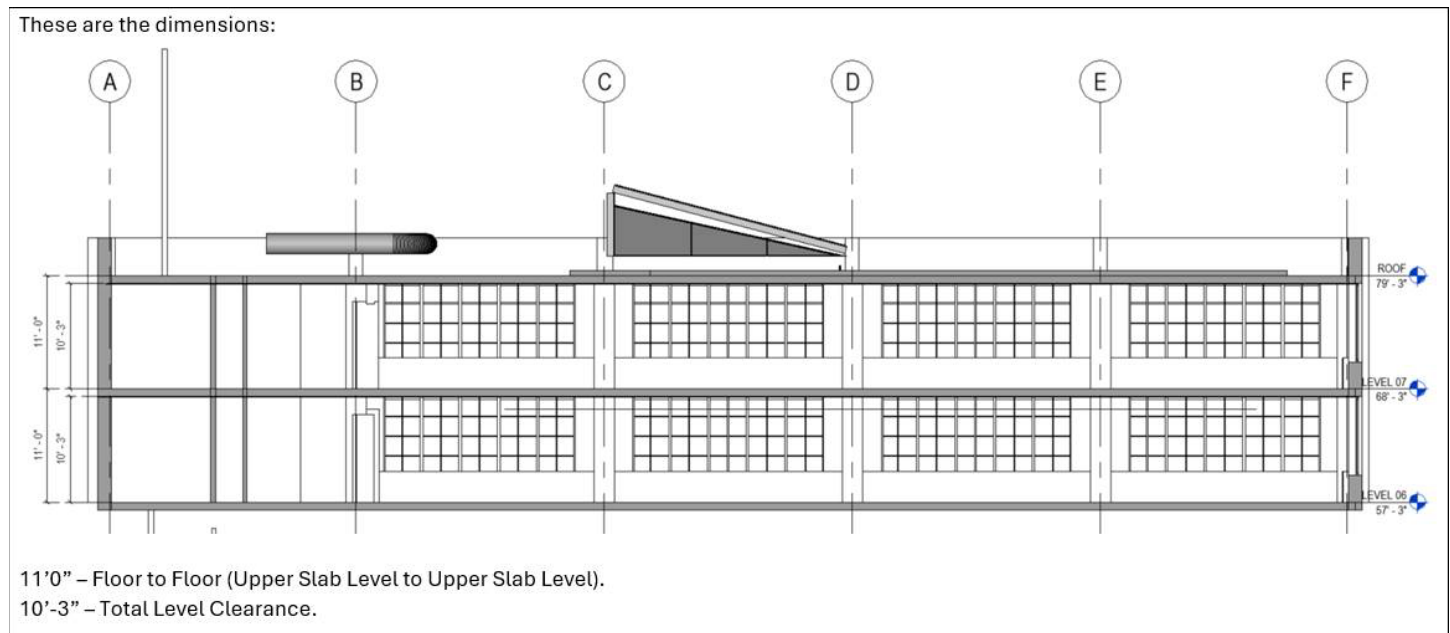 These are the dimensions:
A B C D E F
ROOF
79' - 3"
11' - 0"
10' - 3"
LEVEL 07
68' - 3"
11' - 0"
10' - 3"
LEVEL 06
57' - 3"
11’0” – Floor to Floor (Upper Slab Level to Upper Slab Level).
10’-3” – Total Level Clearance.